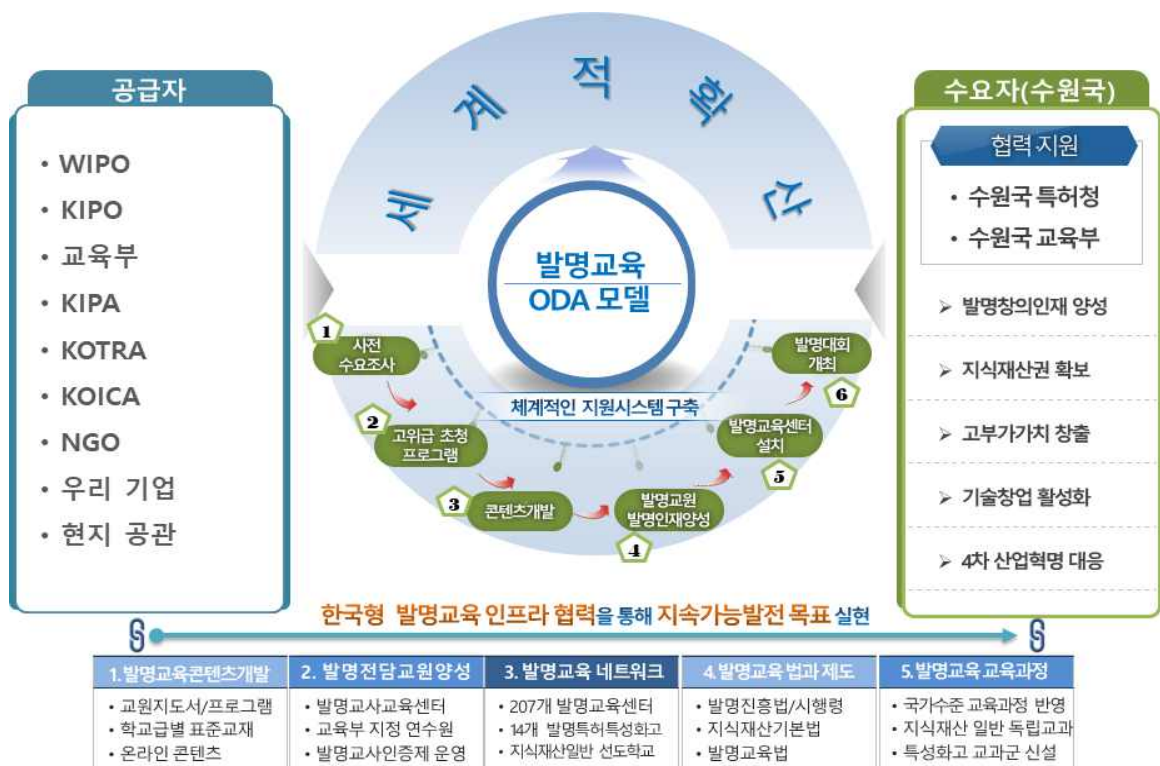 세계적 확산
공급자
• WIPO
• KIPO
• 교육부
• KIPA
• KOTRA
• KOICA
• NGO
• 우리 기업
• 현지 공관
발명교육
ODA 모델
체계적인 지원시스템 구축
1
사전
수요조사
2
고위급 초청
프로그램
3
콘텐츠개발
4
발명교원
발명인재양성
5
발명교육센터
설치
6
발명대회
개최
수요자(수원국)
협력 지원
• 수원국 특허청
• 수원국 교육부
➢ 발명창의인재 양성
➢ 지식재산권 확보
➢ 고부가가치 창출
➢ 기술창업 활성화
➢ 4차 산업혁명 대응
한국형 발명교육 인프라 협력을 통해 지속가능발전 목표 실현
1.발명교육콘텐츠개발
• 교원지도서/프로그램
• 학교급별 표준교재
• 온라인 콘텐츠
2. 발명전담교원양성
• 발명교사교육센터
• 교육부 지정 연수원
• 발명교사인증제 운영
3. 발명교육 네트워크
• 207개 발명교육센터
• 14개 발명특허특성화고
• 지식재산일반 선도학교
4.발명교육 법과 제도
• 발명진흥법/시행령
• 지식재산기본법
• 발명교육법
5.발명교육 교육과정
• 국가수준 교육과정 반영
• 지식재산 일반 독립교과
• 특성화고 교과군 신설